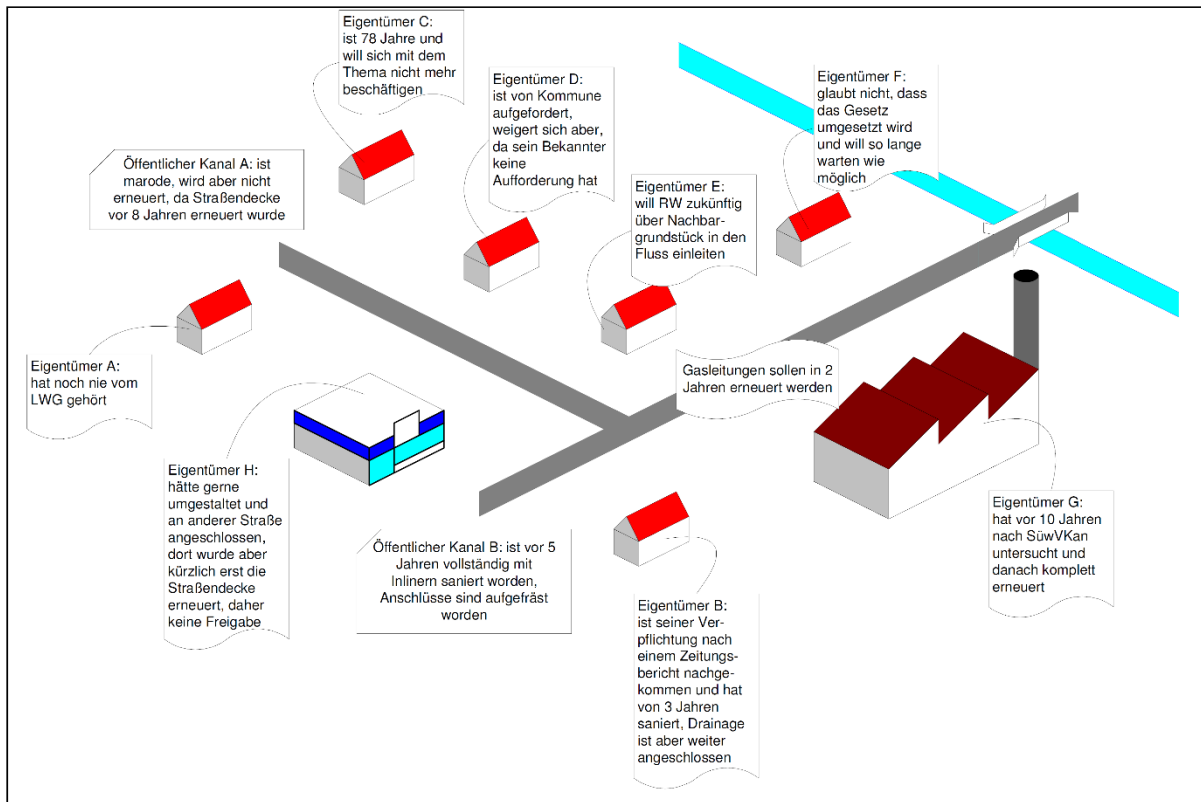 Eigentümer C:
ist 78 Jahre und
will sich mit dem
Thema nicht mehr
beschäftigen
Eigentümer D:
ist von Kommune
aufgefordert,
weigert sich aber,
da sein Bekannter
keine
Aufforderung hat
Eigentümer F:
glaubt nicht, dass
das Gesetz
umgesetzt wird
und will so lange
warten wie
möglich
Öffentlicher Kanal A: ist
marode, wird aber nicht
erneuert, da Straßendecke
vor 8 Jahren erneuert wurde
Eigentümer E:
will RW zukünftig
über Nachbar-
grundstück in den
Fluss einleiten
Eigentümer A:
hat noch nie vom
LWG gehört
Gasleitungen sollen in 2
Jahren erneuert werden
Eigentümer H:
hätte gerne
umgestaltet und
an anderer Straße
angeschlossen,
dort wurde aber
kürzlich erst die
Straßendecke
erneuert, daher
keine Freigabe
Öffentlicher Kanal B: ist vor 5
Jahren vollständig mit
Inlinern saniert worden,
Anschlüsse sind aufgefräst
worden
Eigentümer G:
hat vor 10 Jahren
nach SüwVKan
untersucht und
danach komplett
erneuert
Eigentümer B:
ist seiner Ver-
pflichtung nach
einem Zeitungs-
bericht nachge-
kommen und hat
von 3 Jahren
saniert, Drainage
ist aber weiter
angeschlossen